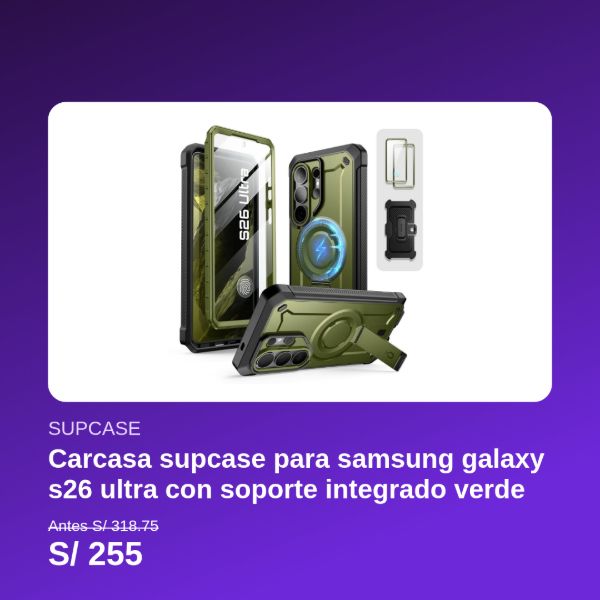 S26 Ultra
SUPCASE
Carcasa supcase para samsung galaxy
s26 ultra con soporte integrado verde
Antes S/ 318.75
S/ 255